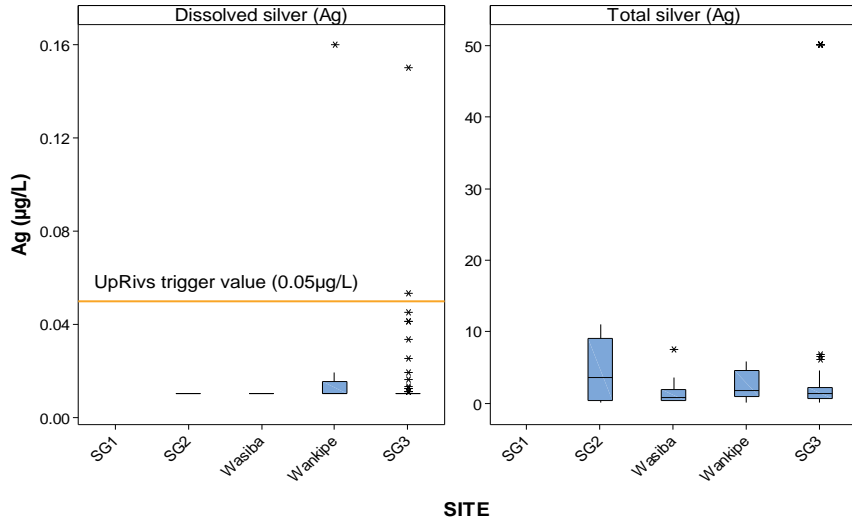 Dissolved silver (Ag)
Total silver (Ag)
Ag (µg/L)
0.16
0.12
0.08
0.04
0.00
UpRivs trigger value (0.05µg/L)
SG1
SG2
Wasiba
Wankipe
SG3
50
40
30
20
10
0
SG1
SG2
Wasiba
Wankipe
SG3
SITE